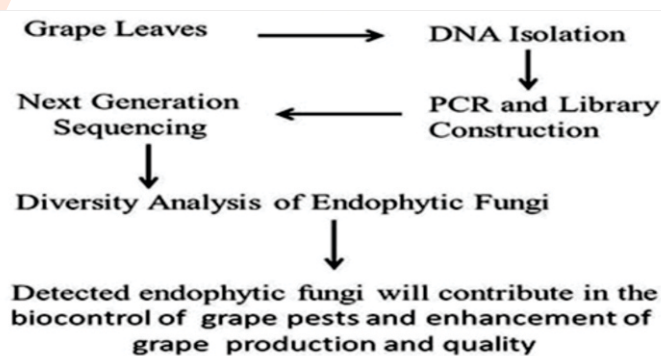 Grape Leaves
DNA Isolation
PCR and Library
Construction
Next Generation
Sequencing
Diversity Analysis of Endophytic Fungi
Detected endophytic fungi will contribute in the
biocontrol of grape pests and enhancement of
grape production and quality